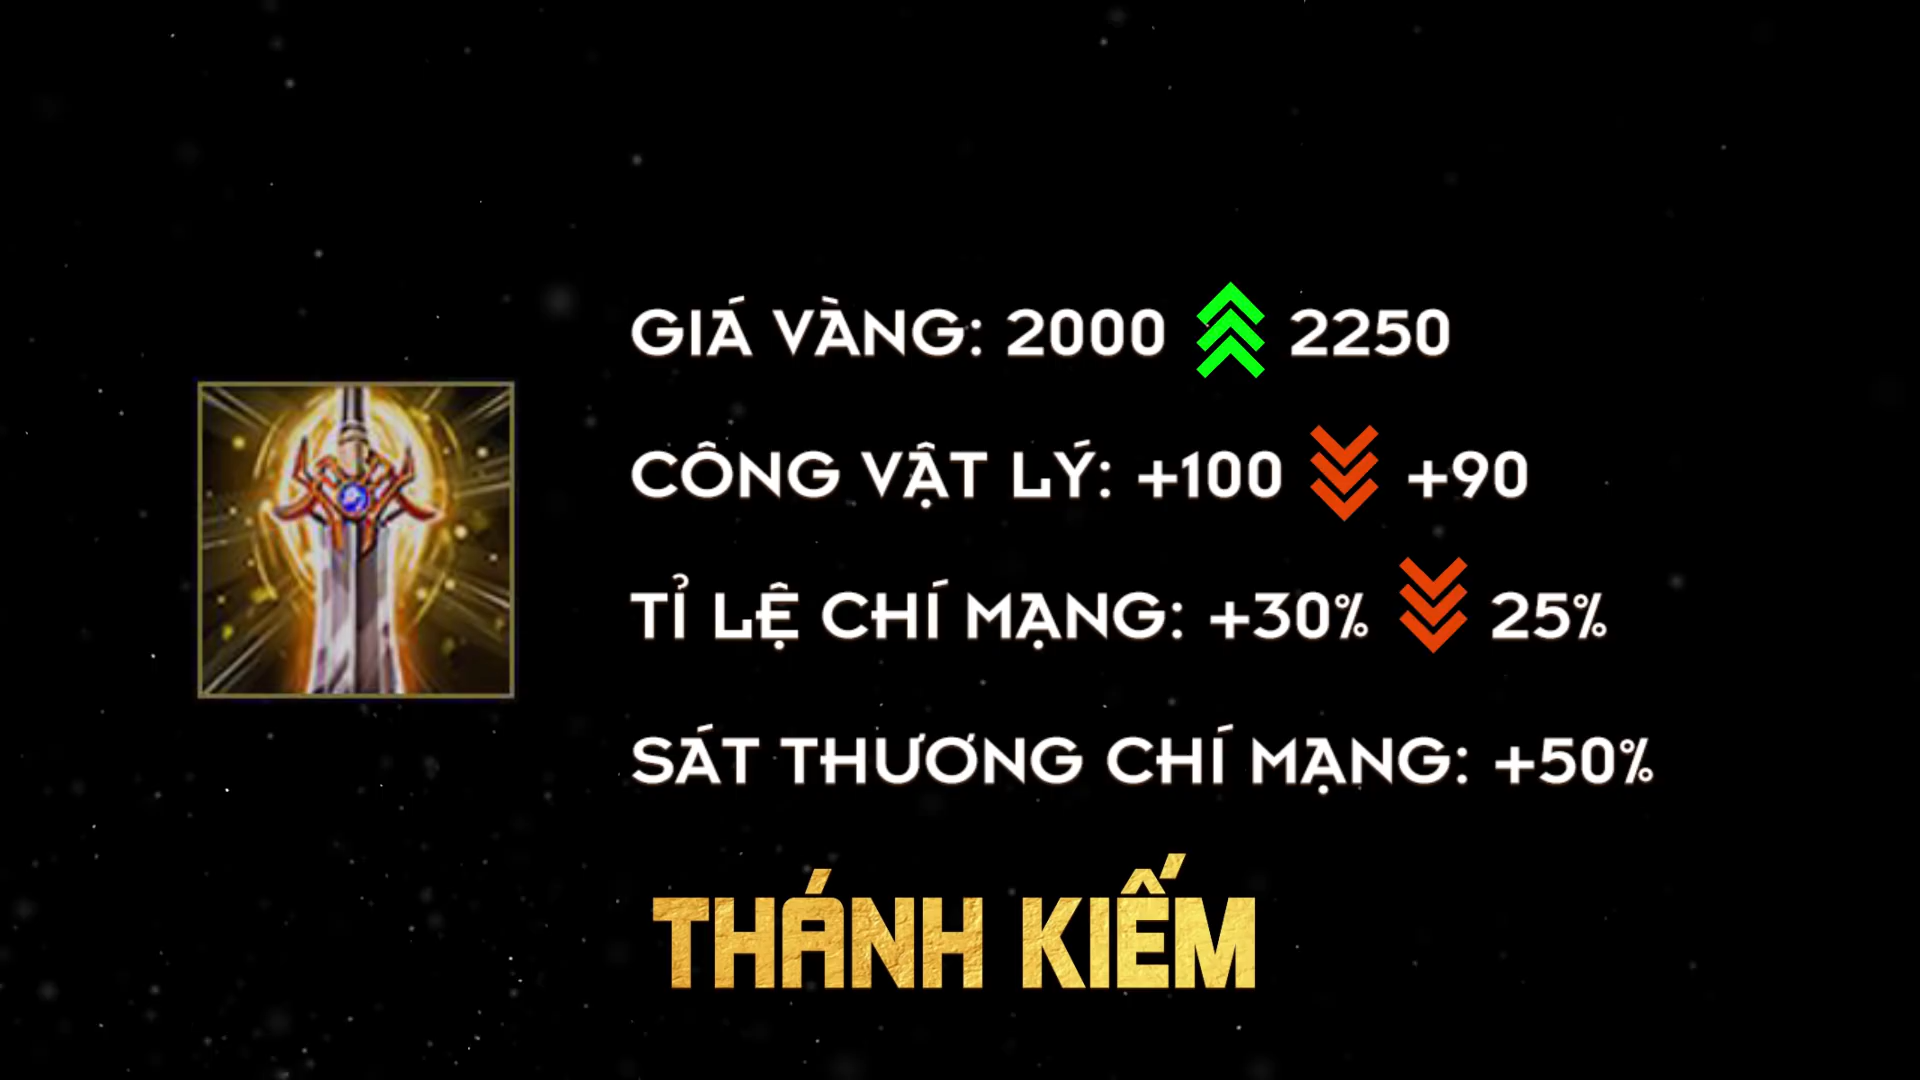 GIÁ VÀNG: 2000 2250
CÔNG VẬT LÝ: +100 +90
TỈ LỆ CHÍ MẠNG: +30% 25%
SÁT THƯƠNG CHÍ MẠNG: +50%
THÁNH KIẾM